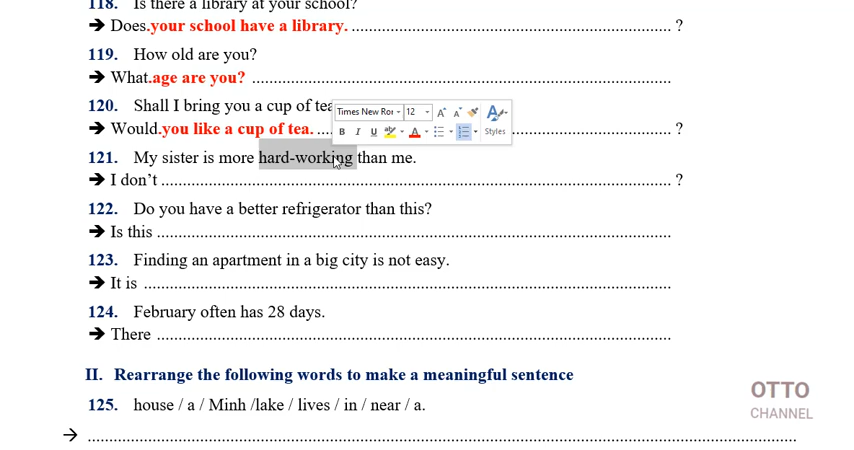 118. Is there a library at your school?
➔ Does.your school have a library. ........................................ ?
119. How old are you?
➔ What.age are you? ........................................
120. Shall I bring you a cup of tea
➔ Would.you like a cup of tea. ........................................ ?
Times New Ror 12 A A
B I U aby A Styles
121. My sister is more hard-working than me.
➔ I don’t ........................................ ?
122. Do you have a better refrigerator than this?
➔ Is this ........................................
123. Finding an apartment in a big city is not easy.
➔ It is ........................................
124. February often has 28 days.
➔ There ........................................
II. Rearrange the following words to make a meaningful sentence
125. house / a / Minh /lake / lives / in / near / a.
→ ........................................
OTTO
CHANNEL